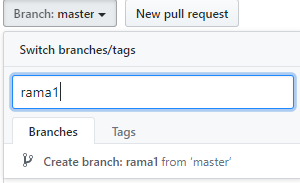 Branch: master New pull request
Switch branches/tags
rama1
Branches Tags
Create branch: rama1 from 'master'